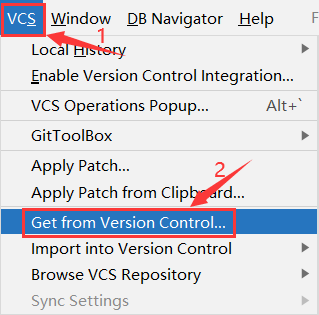 VCS Window DB Navigator Help F
1
Local History
Enable Version Control Integration...
VCS Operations Popup... Alt+`
GitToolBox
Apply Patch...
2
Apply Patch from Clipboard...
Get from Version Control...
Import into Version Control
Browse VCS Repository
Sync Settings